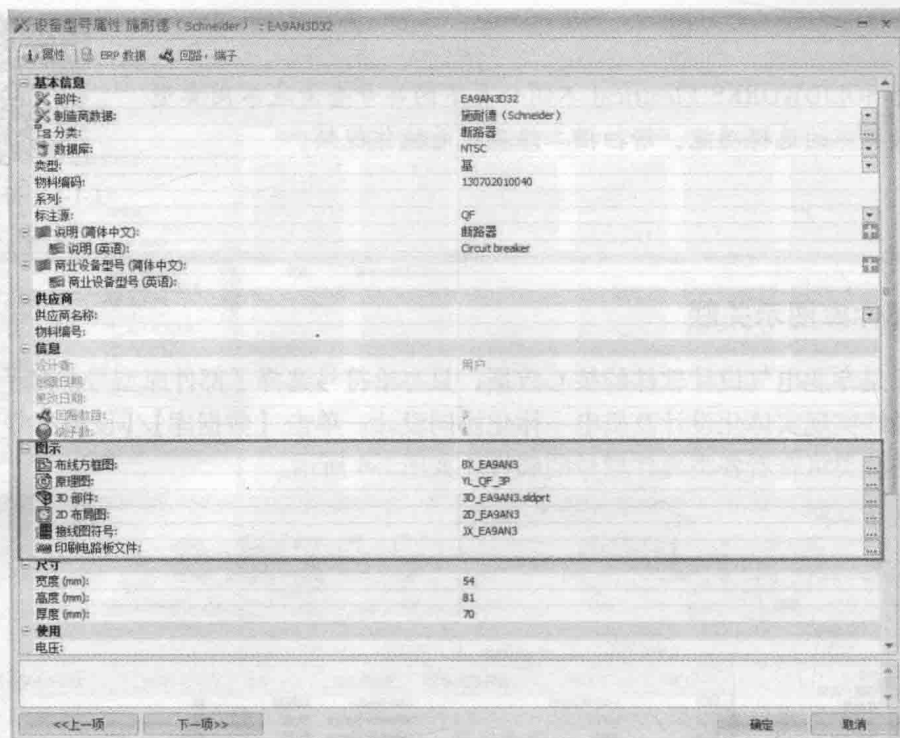 设备型号属性 施耐德（Schneider）：EA9AN3D32
属性 ERP 数据 回路，端子
基本信息
部件: EA9AN3D32
制造商数据: 施耐德（Schneider）
分类: 断路器
数据库: NTSC
类型: 基
物料编码: 130702010040
系列:
标注源: QF
说明(简体中文): 断路器
说明(英语): Circuit breaker
商业设备型号(简体中文):
商业设备型号(英语):
供应商
供应商名称:
物料编号:
信息
设计者: 用户
创建日期:
更改日期:
回路数目:
端子数: 6
图示
布线方框图: BX_EA9AN3
原理图: YL_QF_3P
3D 部件: 3D_EA9AN3.sldprt
2D 布局图: 2D_EA9AN3
接线图符号: JX_EA9AN3
印刷电路板文件:
尺寸
宽度(mm): 54
高度(mm): 81
厚度(mm): 70
使用
电压:
<<上一项 下一项>> 确定 取消